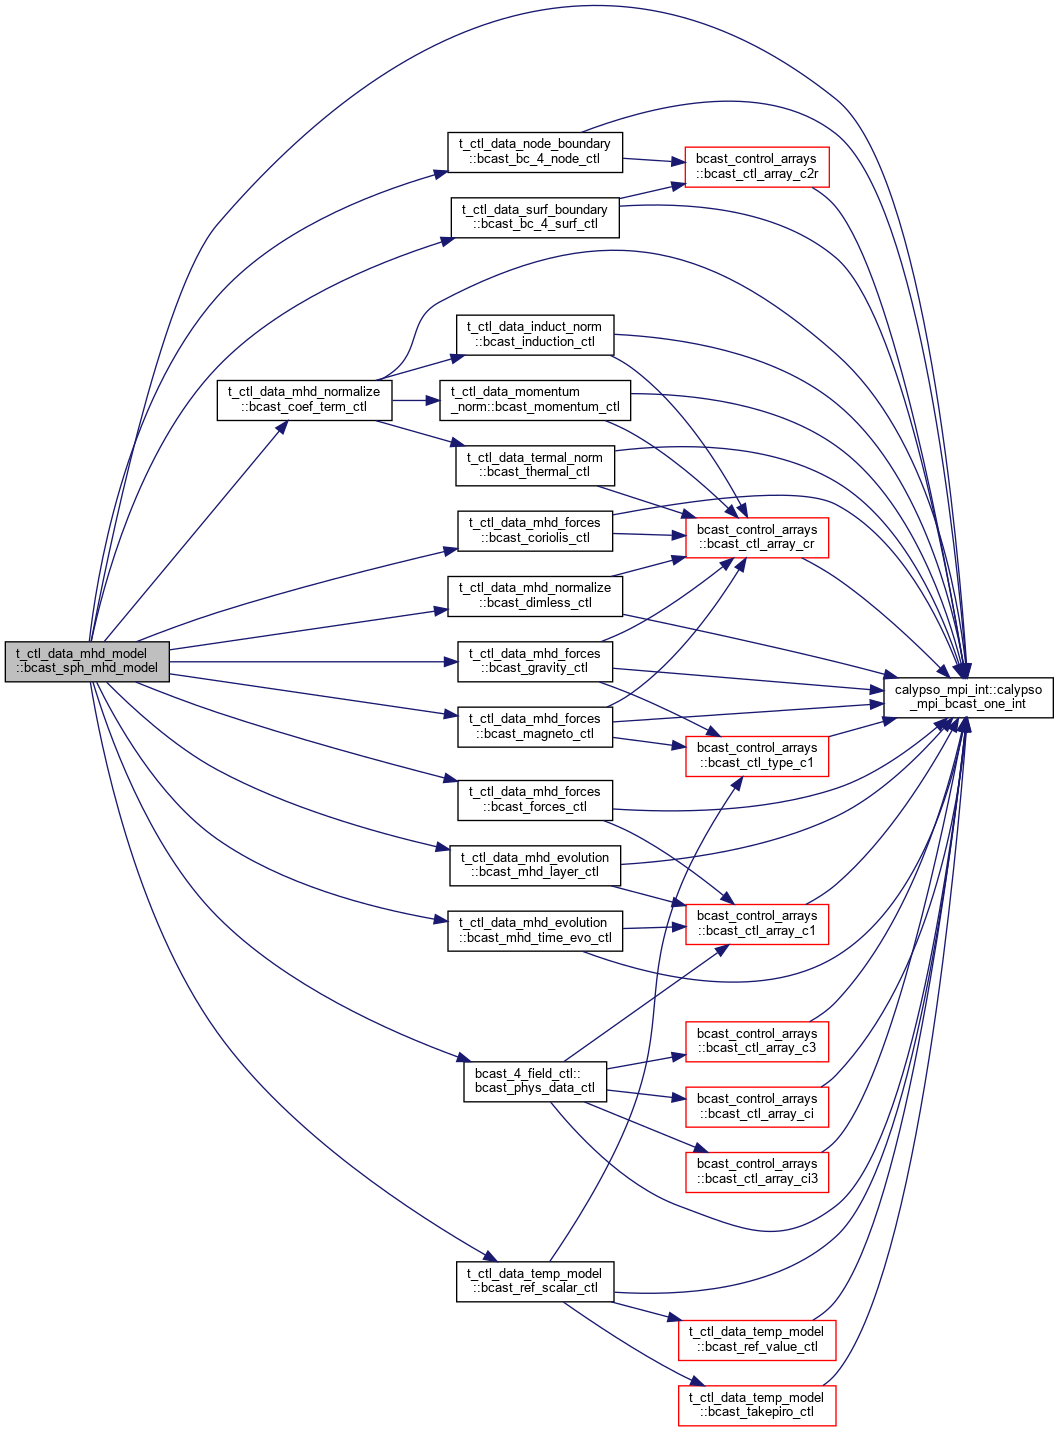 t_ctl_data_node_boundary
::bcast_bc_4_node_ctl
bcast_control_arrays
::bcast_ctl_array_c2r
t_ctl_data_surf_boundary
::bcast_bc_4_surf_ctl
t_ctl_data_induct_norm
::bcast_induction_ctl
t_ctl_data_mhd_normalize
::bcast_coef_term_ctl
t_ctl_data_momentum
_norm::bcast_momentum_ctl
t_ctl_data_termal_norm
::bcast_thermal_ctl
t_ctl_data_mhd_forces
::bcast_coriolis_ctl
bcast_control_arrays
::bcast_ctl_array_cr
t_ctl_data_mhd_normalize
::bcast_dimless_ctl
t_ctl_data_mhd_model
::bcast_sph_mhd_model
t_ctl_data_mhd_forces
::bcast_gravity_ctl
calypso_mpi_int::calypso
_mpi_bcast_one_int
t_ctl_data_mhd_forces
::bcast_magneto_ctl
bcast_control_arrays
::bcast_ctl_type_c1
t_ctl_data_mhd_forces
::bcast_forces_ctl
t_ctl_data_mhd_evolution
::bcast_mhd_layer_ctl
bcast_control_arrays
::bcast_ctl_array_c1
t_ctl_data_mhd_evolution
::bcast_mhd_time_evo_ctl
bcast_control_arrays
::bcast_ctl_array_c3
bcast_4_field_ctl::
bcast_phys_data_ctl
bcast_control_arrays
::bcast_ctl_array_ci
bcast_control_arrays
::bcast_ctl_array_ci3
t_ctl_data_temp_model
::bcast_ref_scalar_ctl
t_ctl_data_temp_model
::bcast_ref_value_ctl
t_ctl_data_temp_model
::bcast_takepiro_ctl